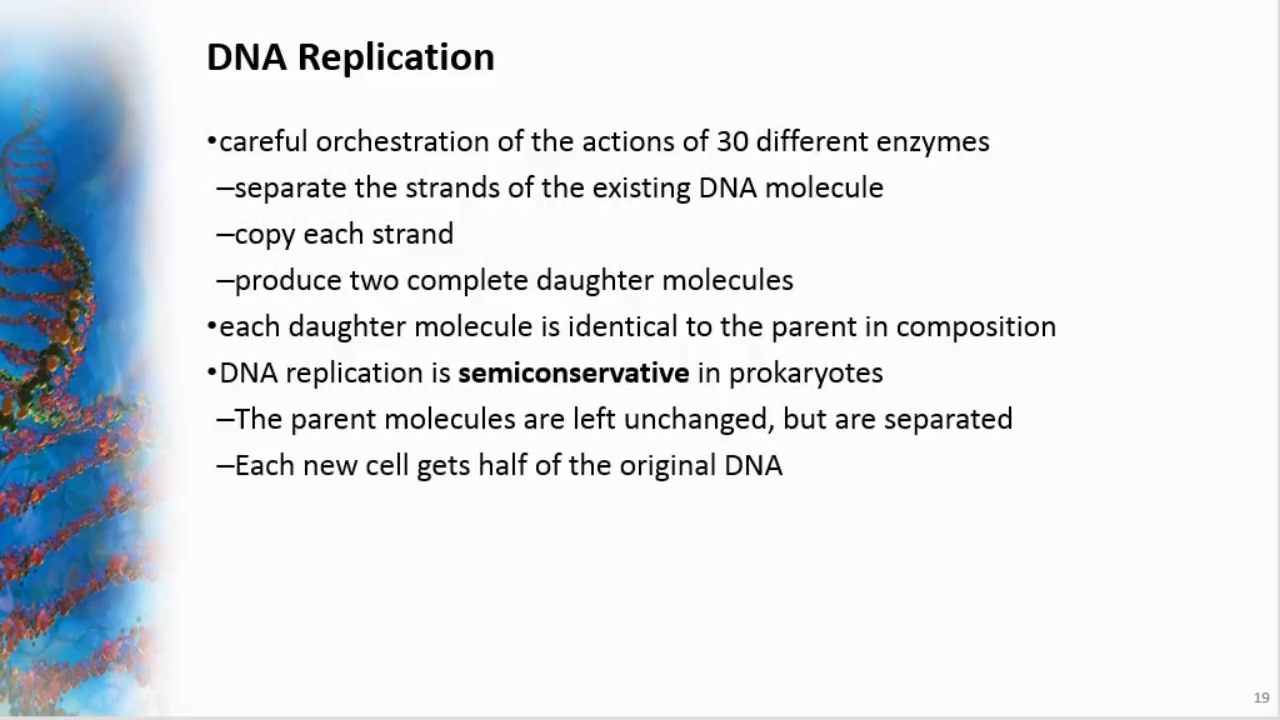 DNA Replication
•careful orchestration of the actions of 30 different enzymes
–separate the strands of the existing DNA molecule
–copy each strand
–produce two complete daughter molecules
•each daughter molecule is identical to the parent in composition
•DNA replication is semiconservative in prokaryotes
–The parent molecules are left unchanged, but are separated
–Each new cell gets half of the original DNA
19